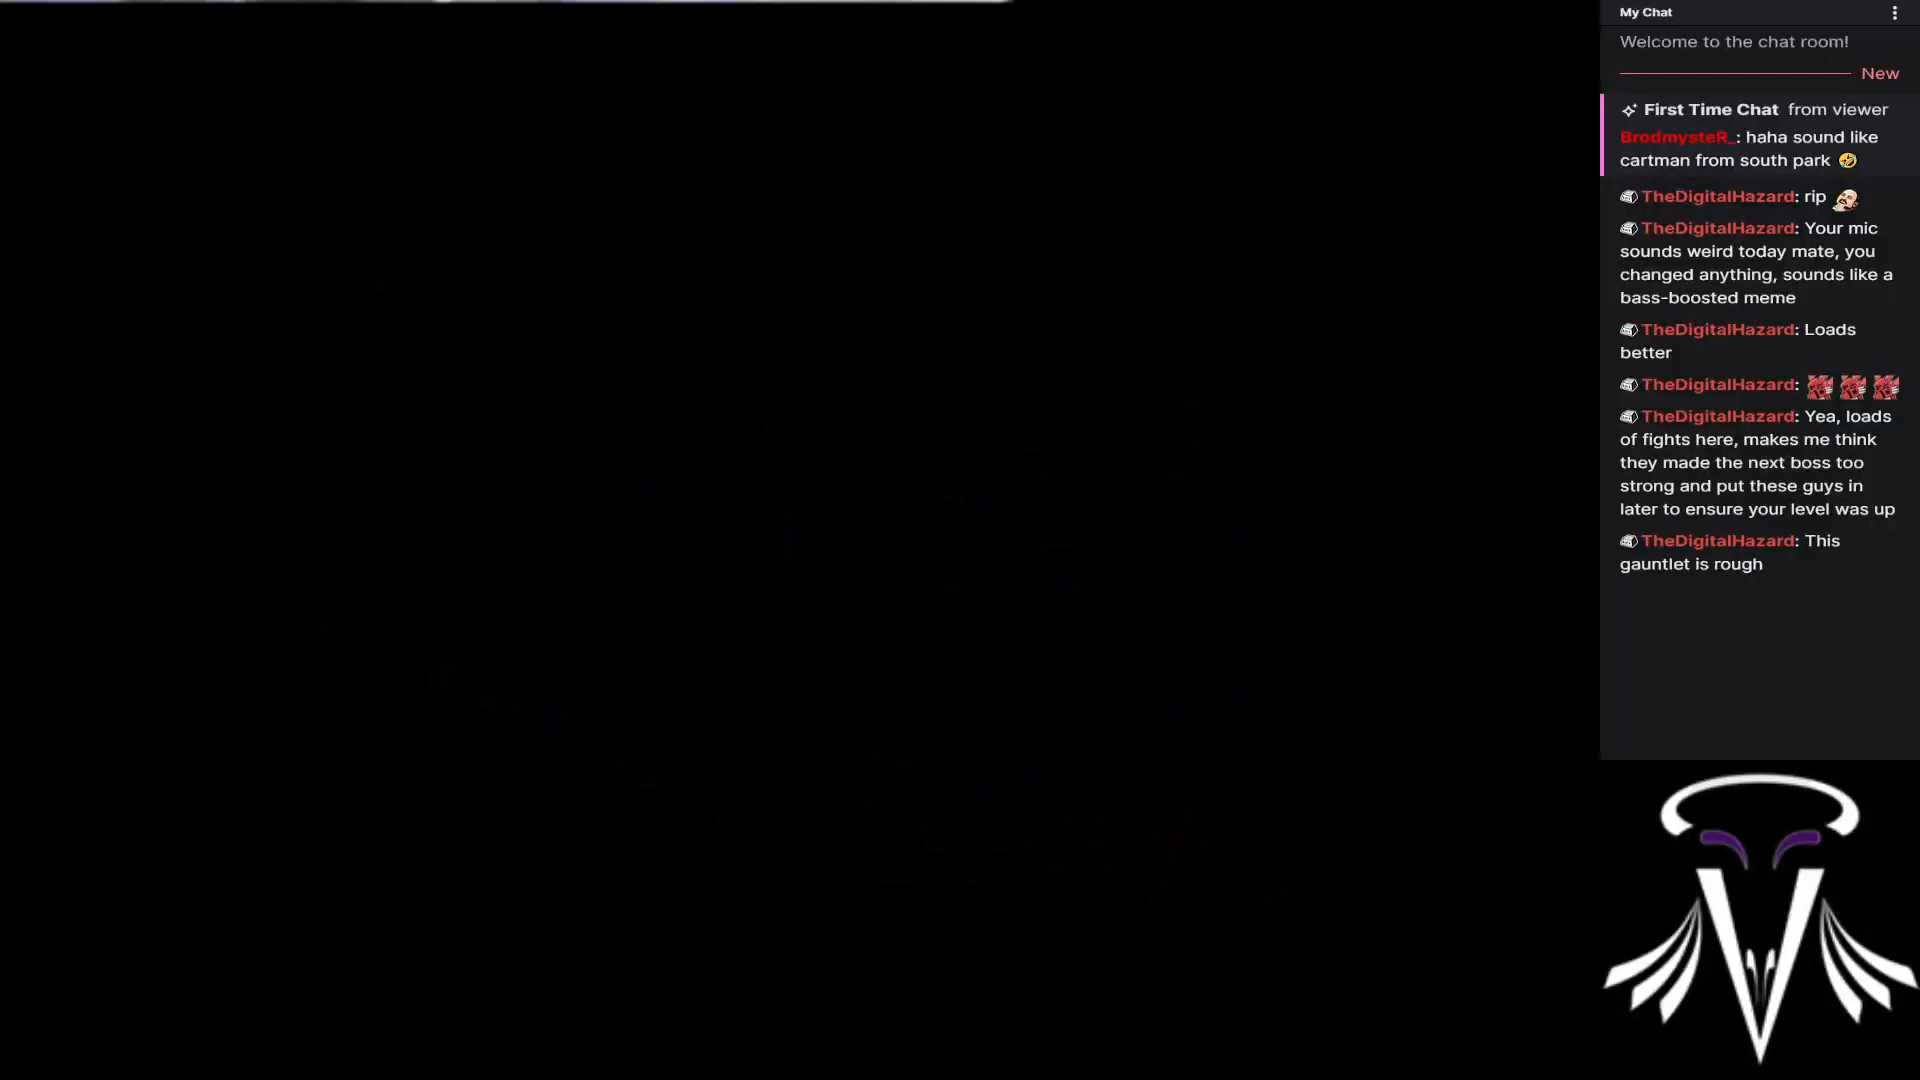 My Chat
Welcome to the chat room!
New
First Time Chat from viewer
BrodmysteR_: haha sound like
cartman from south park 🤣
TheDigitalHazard: rip
TheDigitalHazard: Your mic
sounds weird today mate, you
changed anything, sounds like a
bass-boosted meme
TheDigitalHazard: Loads
better
TheDigitalHazard:
TheDigitalHazard: Yea, loads
of fights here, makes me think
they made the next boss too
strong and put these guys in
later to ensure your level was up
TheDigitalHazard: This
gauntlet is rough